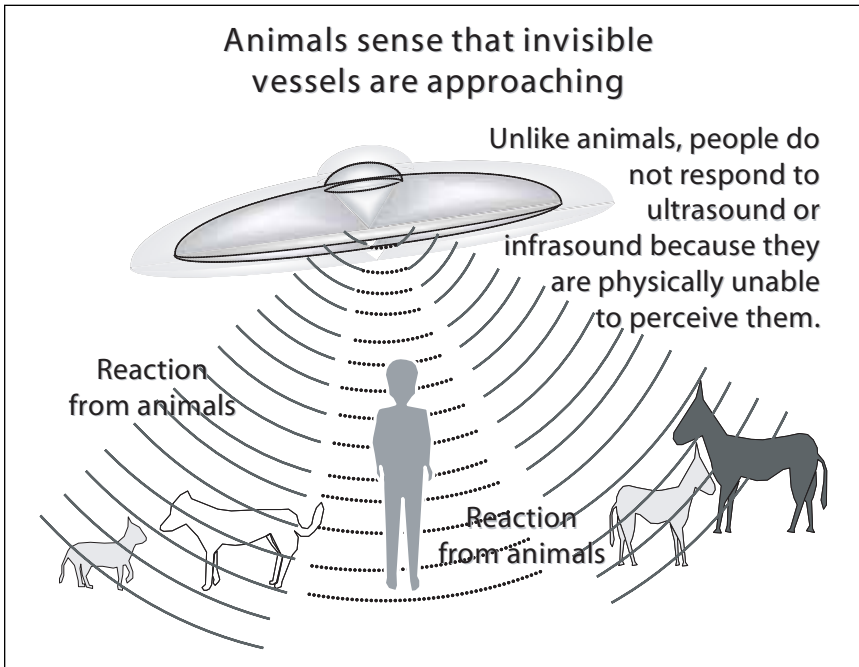 Animals sense that invisible
vessels are approaching
Unlike animals, people do
not respond to
ultrasound or
infrasound because they
are physically unable
to perceive them.
Reaction
from animals
Reaction
from animals